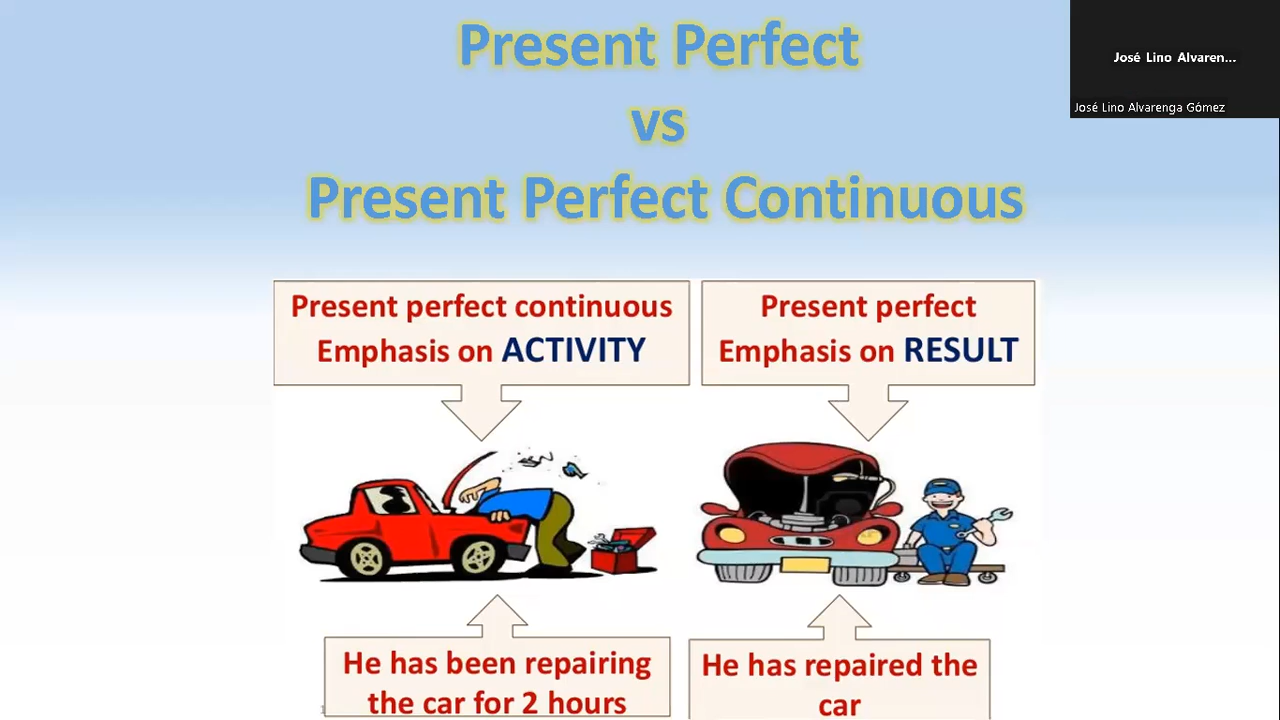 Present Perfect
vs
Present Perfect Continuous
José Lino Alvaren...
José Lino Alvarenga Gómez
Present perfect continuous
Emphasis on ACTIVITY
Present perfect
Emphasis on RESULT
He has been repairing
the car for 2 hours
He has repaired the
car